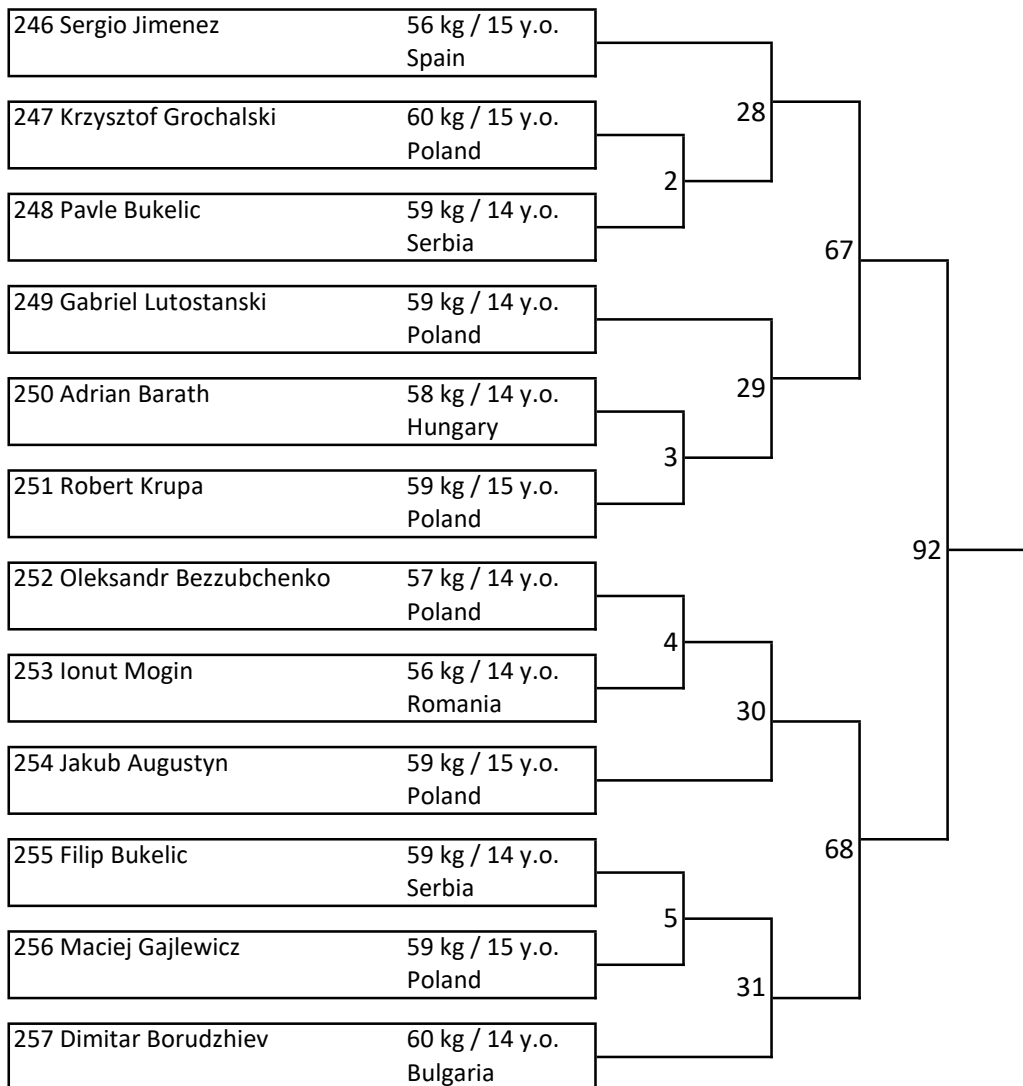 246 Sergio Jimenez 56 kg / 15 y.o.
Spain
28
247 Krzysztof Grochalski 60 kg / 15 y.o.
Poland
2
248 Pavle Bukelic 59 kg / 14 y.o.
Serbia
67
249 Gabriel Lutostanski 59 kg / 14 y.o.
Poland
29
250 Adrian Barath 58 kg / 14 y.o.
Hungary
3
251 Robert Krupa 59 kg / 15 y.o.
Poland
92
252 Oleksandr Bezzubchenko 57 kg / 14 y.o.
Poland
4
253 Ionut Mogin 56 kg / 14 y.o.
Romania
30
254 Jakub Augustyn 59 kg / 15 y.o.
Poland
68
255 Filip Bukelic 59 kg / 14 y.o.
Serbia
5
256 Maciej Gajlewicz 59 kg / 15 y.o.
Poland
31
257 Dimitar Borudzhiev 60 kg / 14 y.o.
Bulgaria